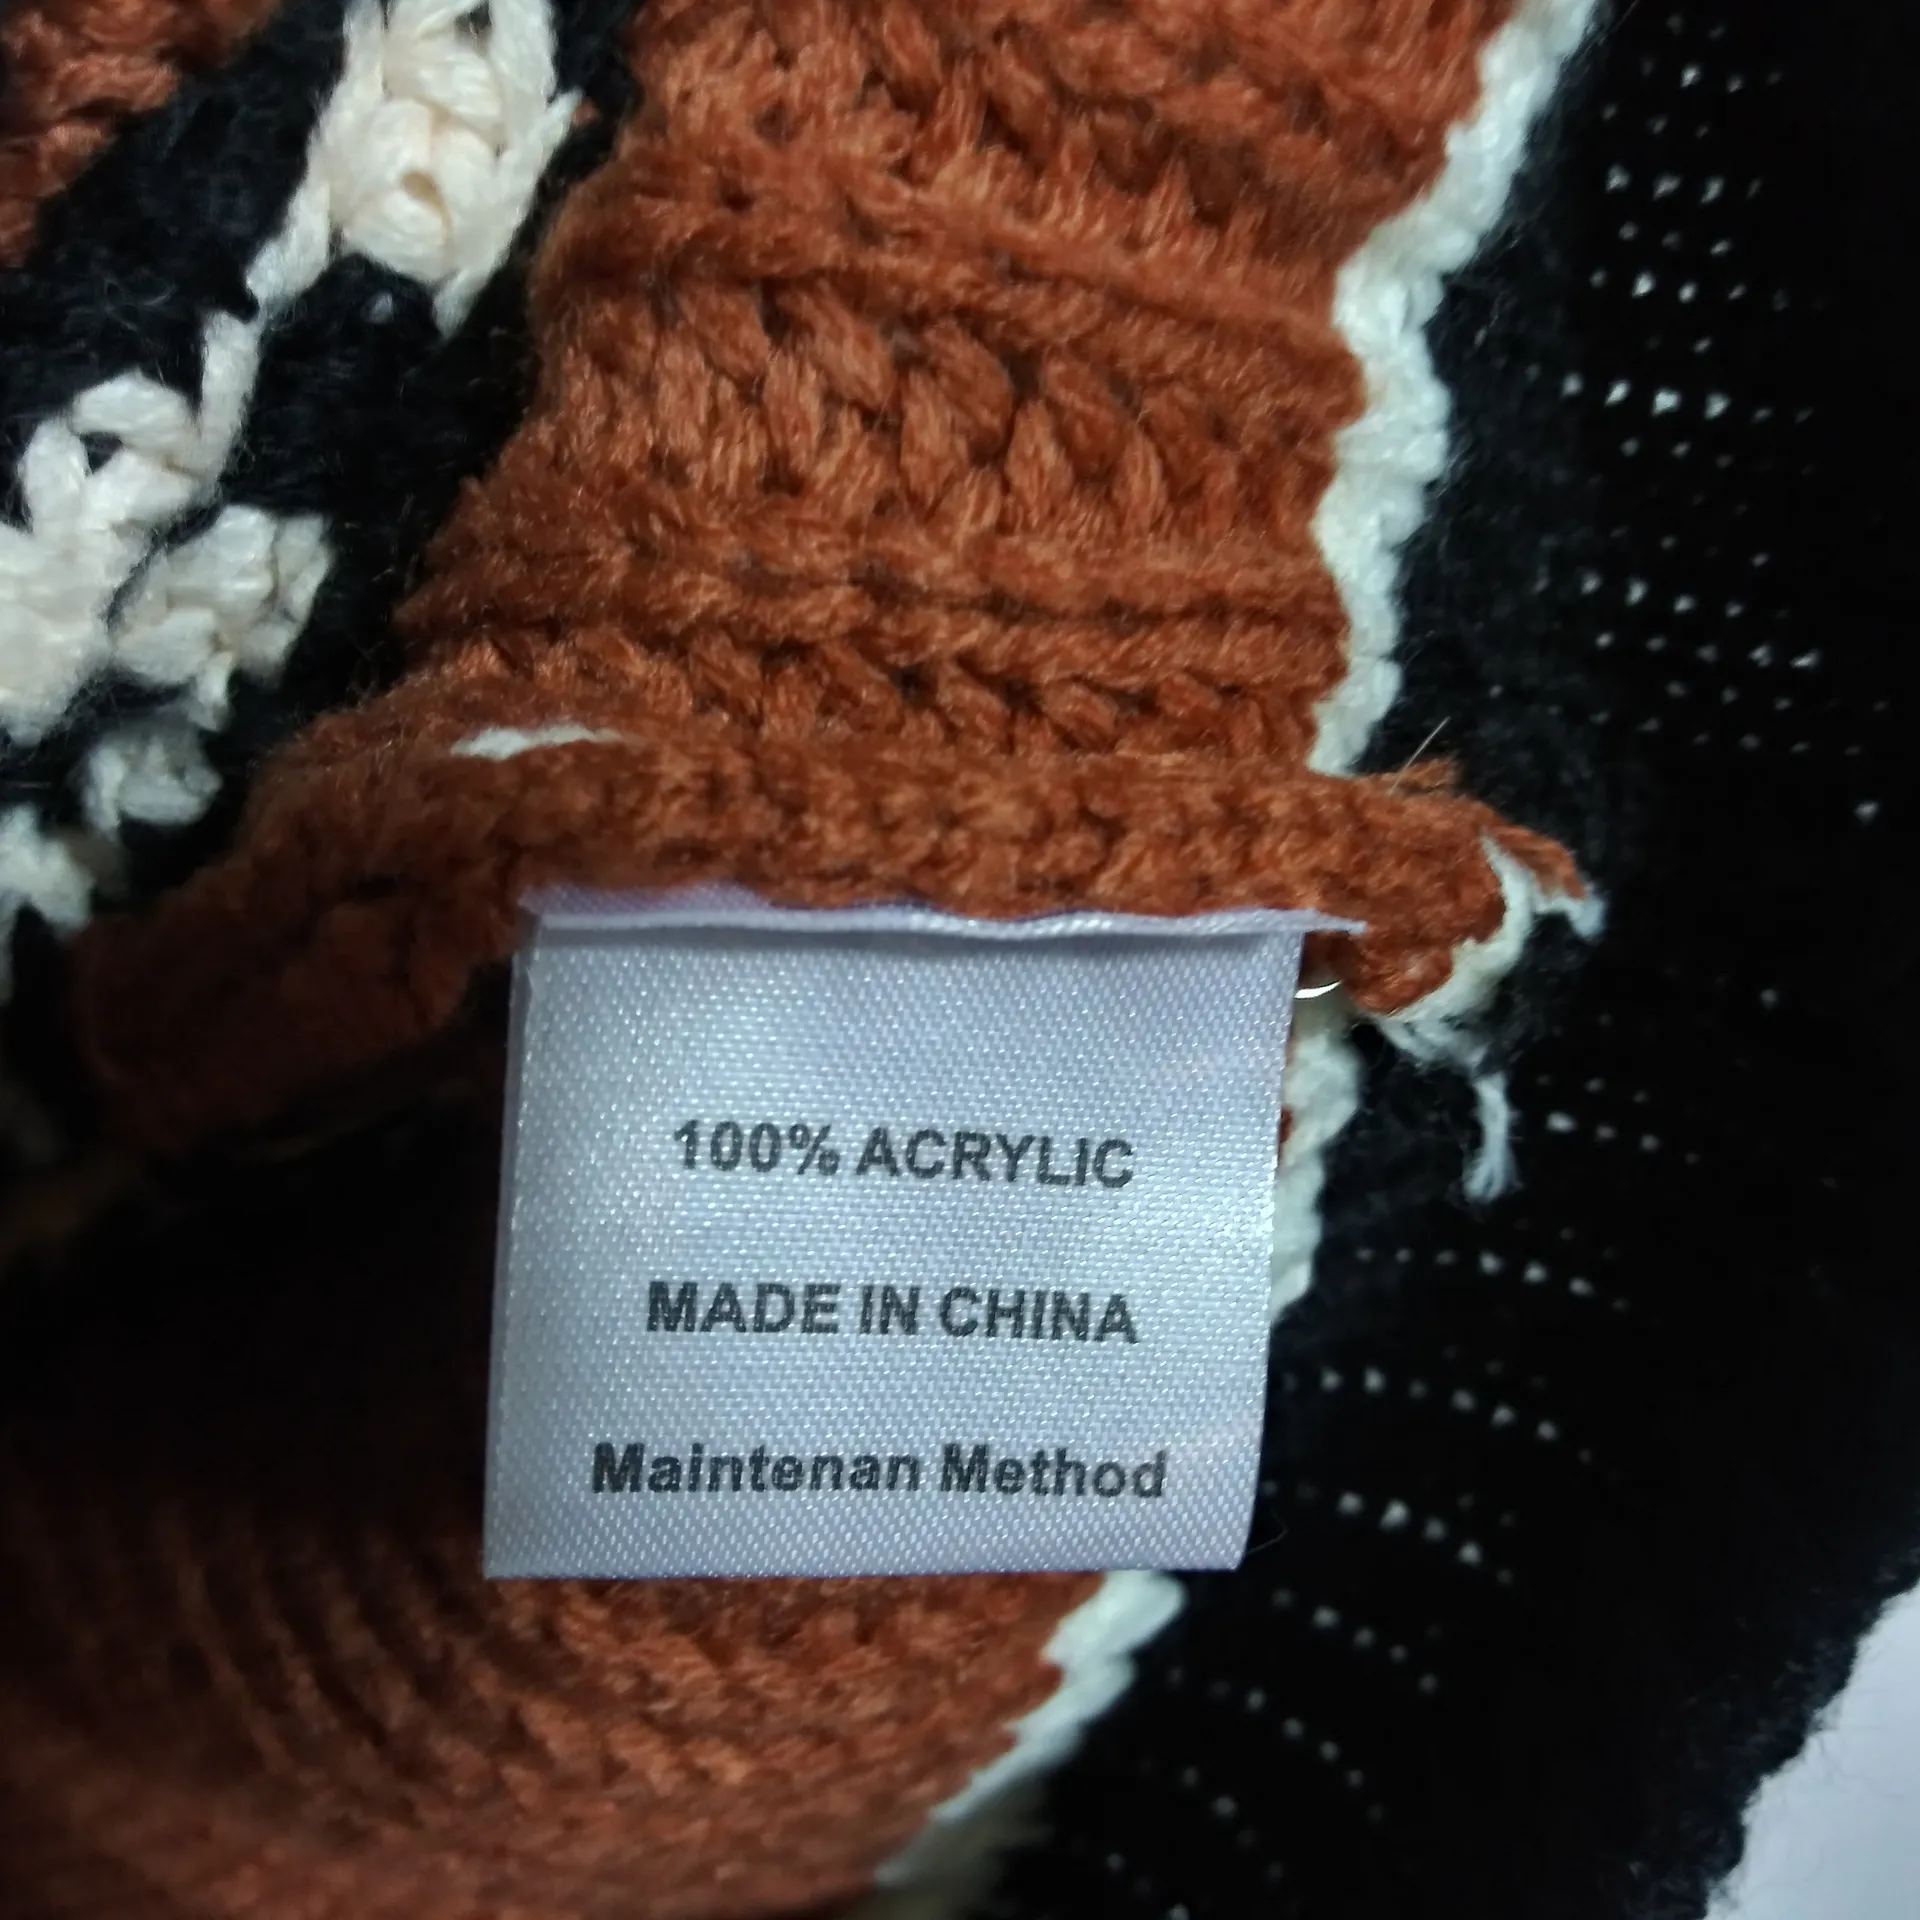 100% ACRYLIC
MADE IN CHINA
Maintenan Method